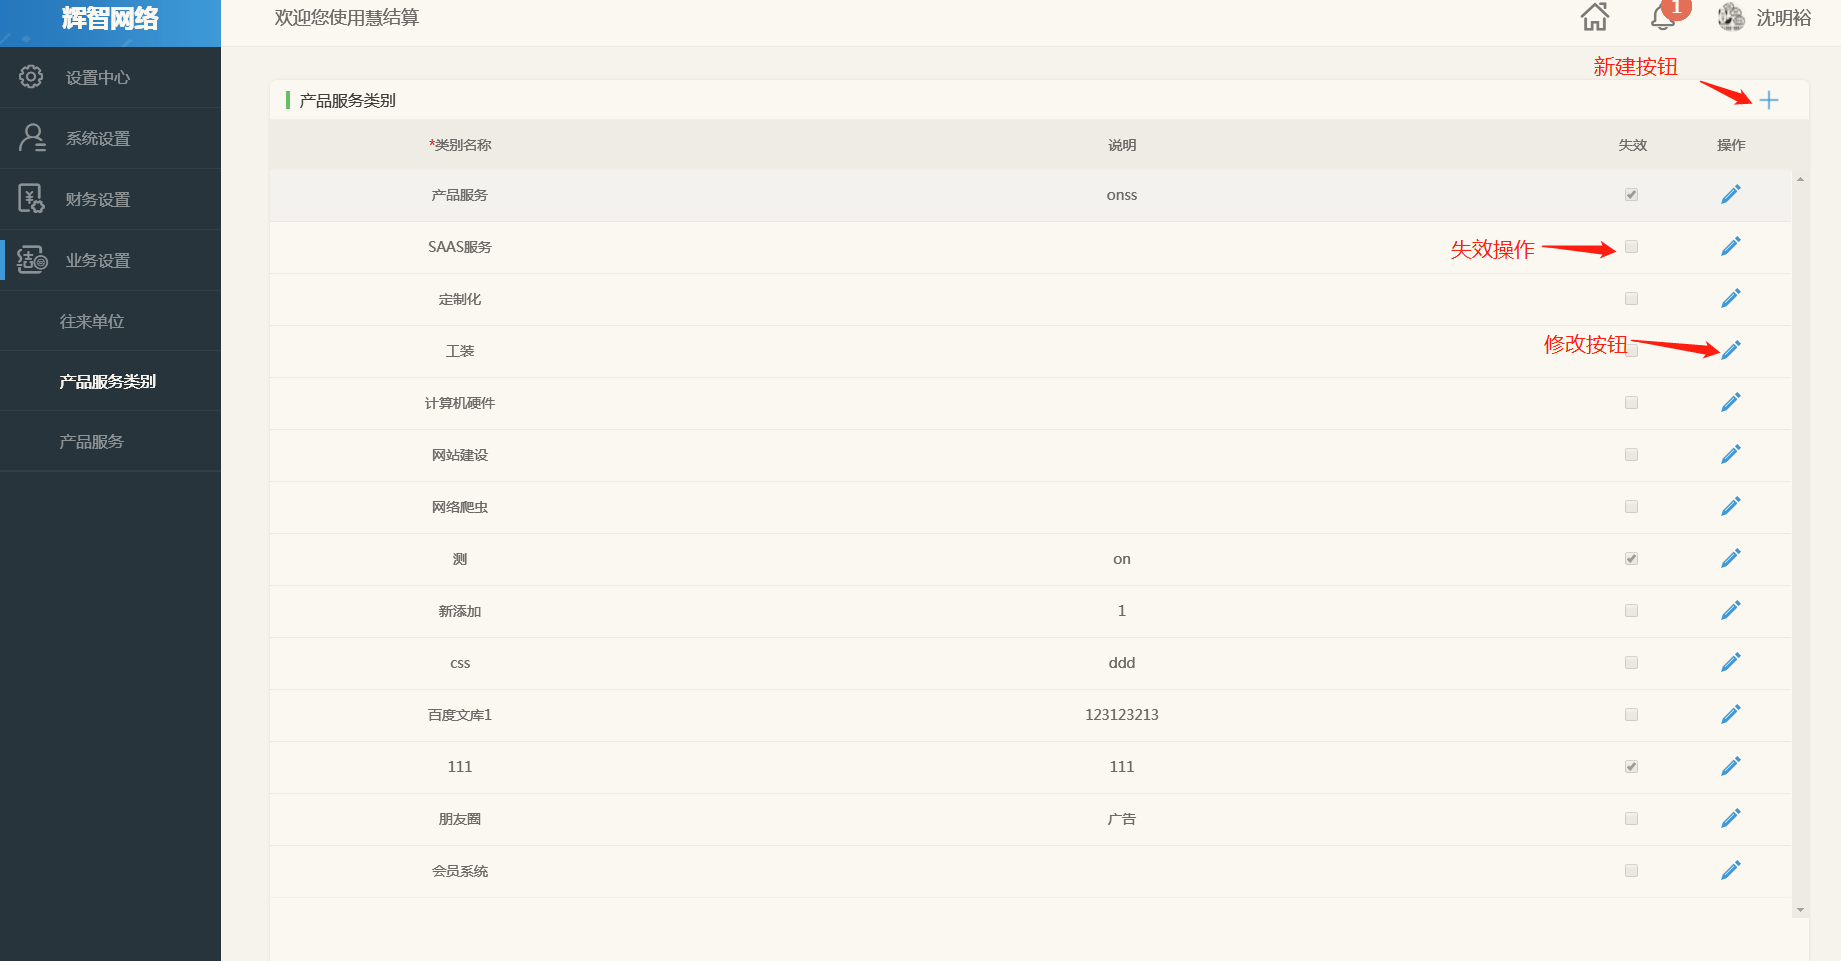 辉智网络
欢迎您使用慧结算
1
沈明裕
设置中心
系统设置
财务设置
业务设置
往来单位
产品服务类别
产品服务
新建按钮
产品服务类别
*类别名称 说明 失效 操作
产品服务 onss
SAAS服务
失效操作
定制化
工装
修改按钮
计算机硬件
网站建设
网络爬虫
测 on
新添加 1
css ddd
百度文库1 123123213
111 111
朋友圈 广告
会员系统